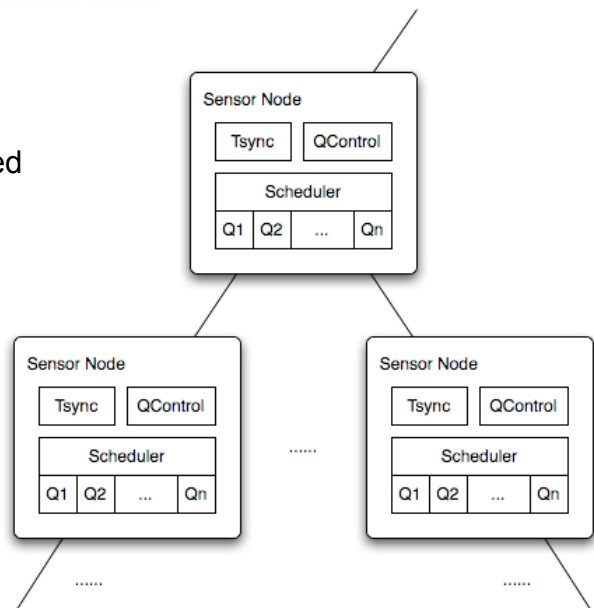 Sensor Node
Tsync QControl
ed
Scheduler
Q1 Q2 ... Qn
Sensor Node
Tsync QControl
Scheduler
Q1 Q2 ... Qn
......
Sensor Node
Tsync QControl
Scheduler
Q1 Q2 ... Qn
......
......